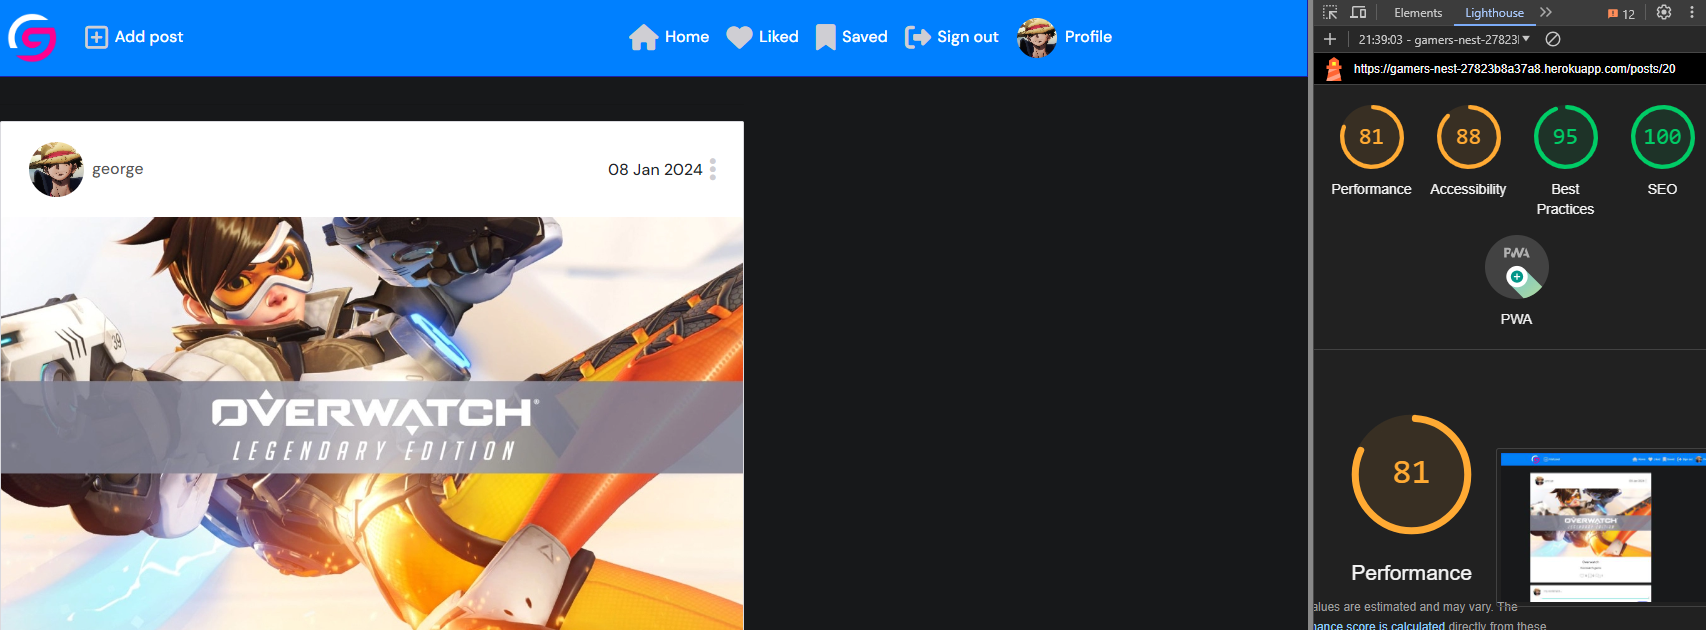 Add post
Home
Liked
Saved
Sign out
Profile
george
08 Jan 2024
39
OVERWATCH
LEGENDARY EDITION
Elements
Lighthouse
12
21:39:03 - gamers-nest-27823
https://gamers-nest-27823b8a37a8.herokuapp.com/posts/20
81
88
95
100
Performance
Accessibility
Best
Practices
SEO
PWA
PWA
81
Performance
alues are estimated and may vary. The
nance score is calculated directly from these